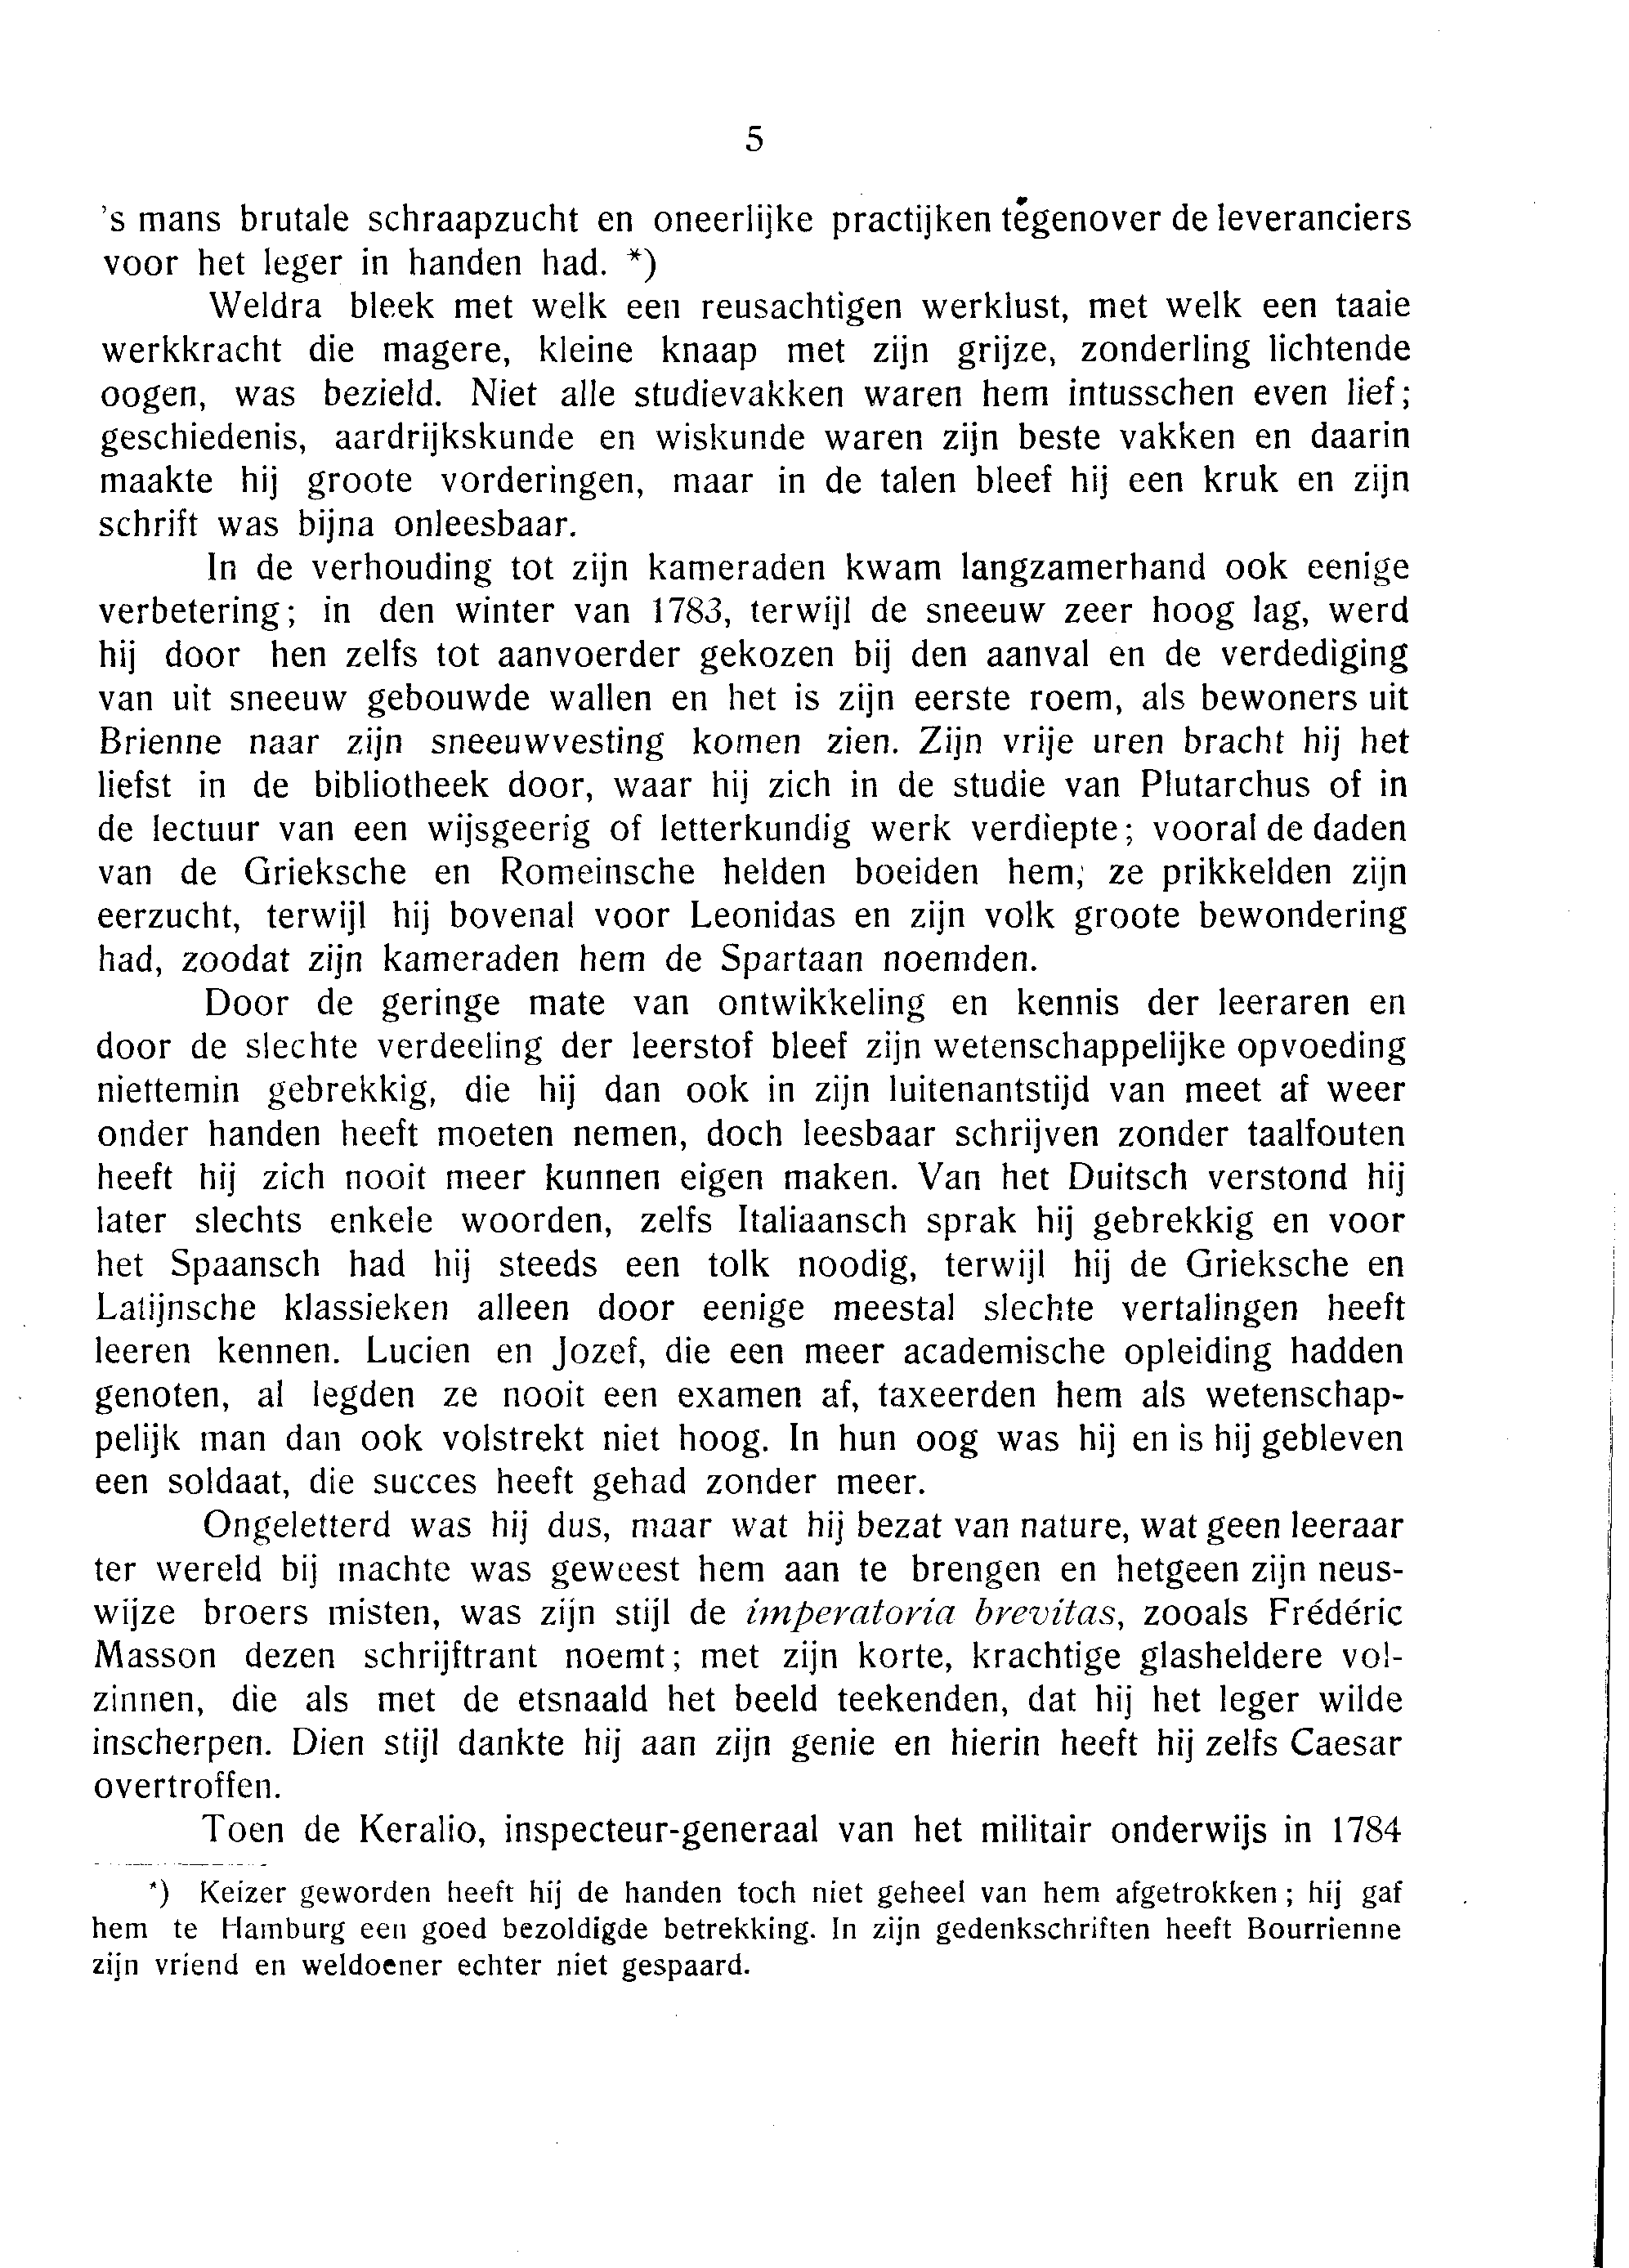 5
's mans brutale schraapzucht en oneerlijke practijken tegenover de leveranciers
voor het leger in handen had. *)
Weldra bleek met welk een reusachtigen werklust, met welk een taaie
werkkracht die magere, kleine knaap met zijn grijze, zonderling lichtende
oogen, was bezield. Niet alle studievakken waren hem intusschen even lief;
geschiedenis, aardrijkskunde en wiskunde waren zijn beste vakken en daarin
maakte hij groote vorderingen, maar in de talen bleef hij een kruk en zijn
schrift was bijna onleesbaar.
In de verhouding tot zijn kameraden kwam langzamerhand ook eenige
verbetering; in den winter van 1783, terwijl de sneeuw zeer hoog lag, werd
hij door hen zelfs tot aanvoerder gekozen bij den aanval en de verdediging
van uit sneeuw gebouwde wallen en het is zijn eerste roem, als bewoners uit
Brienne naar zijn sneeuwvesting komen zien. Zijn vrije uren bracht hij het
liefst in de bibliotheek door, waar hij zich in de studie van Plutarchus of in
de lectuur van een wijsgeerig of letterkundig werk verdiepte; vooral de daden
van de Grieksche en Romeinsche helden boeiden hem; ze prikkelden zijn
eerzucht, terwijl hij bovenal voor Leonidas en zijn volk groote bewondering
had, zoodat zijn kameraden hem de Spartaan noemden.
Door de geringe mate van ontwikkeling en kennis der leeraren en
door de slechte verdeeling der leerstof bleef zijn wetenschappelijke opvoeding
niettemin gebrekkig, die hij dan ook in zijn luitenantstijd van meet af weer
onder handen heeft moeten nemen, doch leesbaar schrijven zonder taalfouten
heeft hij zich nooit meer kunnen eigen maken. Van het Duitsch verstond hij
later slechts enkele woorden, zelfs Italiaansch sprak hij gebrekkig en voor
het Spaansch had hij steeds een tolk noodig, terwijl hij de Grieksche en
Latijnsche klassieken alleen door eenige meestal slechte vertalingen heeft
leeren kennen. Lucien en Jozef, die een meer academische opleiding hadden
genoten, al legden ze nooit een examen af, taxeerden hem als wetenschap-
pelijk man dan ook volstrekt niet hoog. In hun oog was hij en is hij gebleven
een soldaat, die succes heeft gehad zonder meer.
Ongeletterd was hij dus, maar wat hij bezat van nature, wat geen leeraar
ter wereld bij machte was geweest hem aan te brengen en hetgeen zijn neus-
wijze broers misten, was zijn stijl de imperatoria brevitas, zooals Frédéric
Masson dezen schrijftrant noemt; met zijn korte, krachtige glasheldere vol-
zinnen, die als met de etsnaald het beeld teekenden, dat hij het leger wilde
inscherpen. Dien stijl dankte hij aan zijn genie en hierin heeft hij zelfs Caesar
overtroffen.
Toen de Keralio, inspecteur-generaal van het militair onderwijs in 1784
*) Keizer geworden heeft hij de handen toch niet geheel van hem afgetrokken; hij gaf
hem te Hamburg een goed bezoldigde betrekking. In zijn gedenkschriften heeft Bourrienne
zijn vriend en weldoener echter niet gespaard.